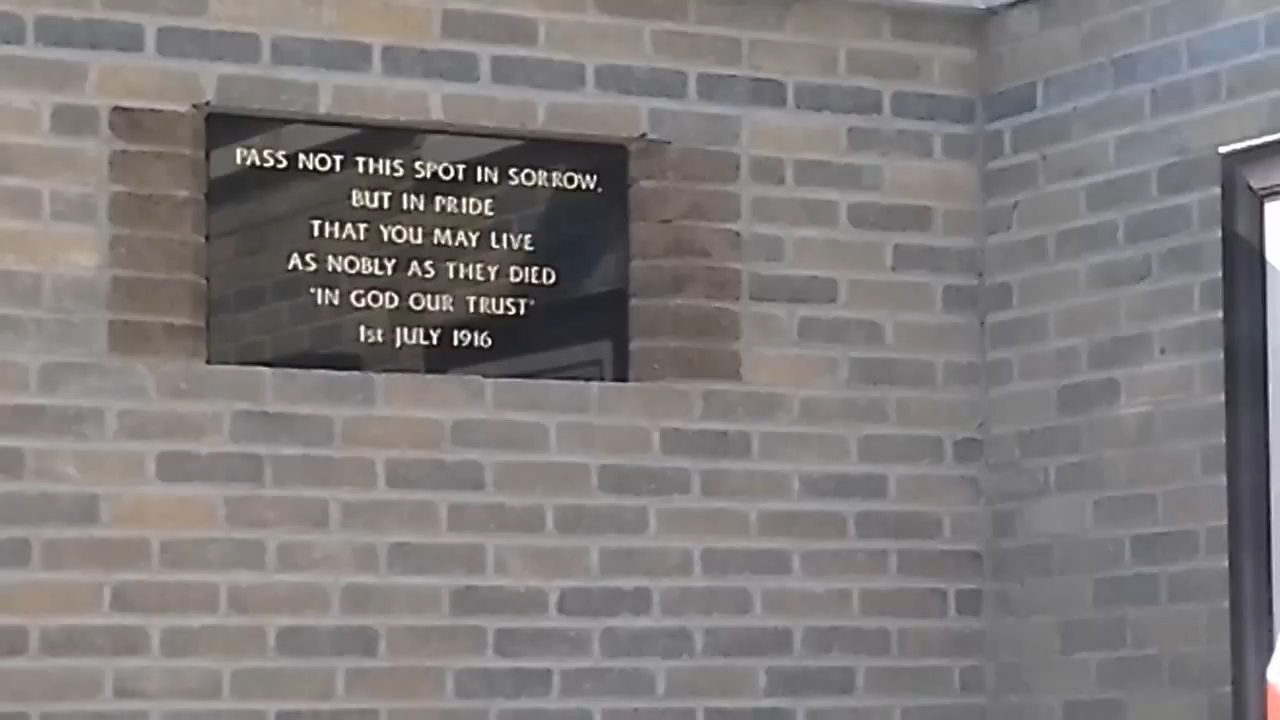 PASS NOT THIS SPOT IN SORROW,
BUT IN PRIDE
THAT YOU MAY LIVE
AS NOBLY AS THEY DIED
"IN GOD OUR TRUST"
1st JULY 1916